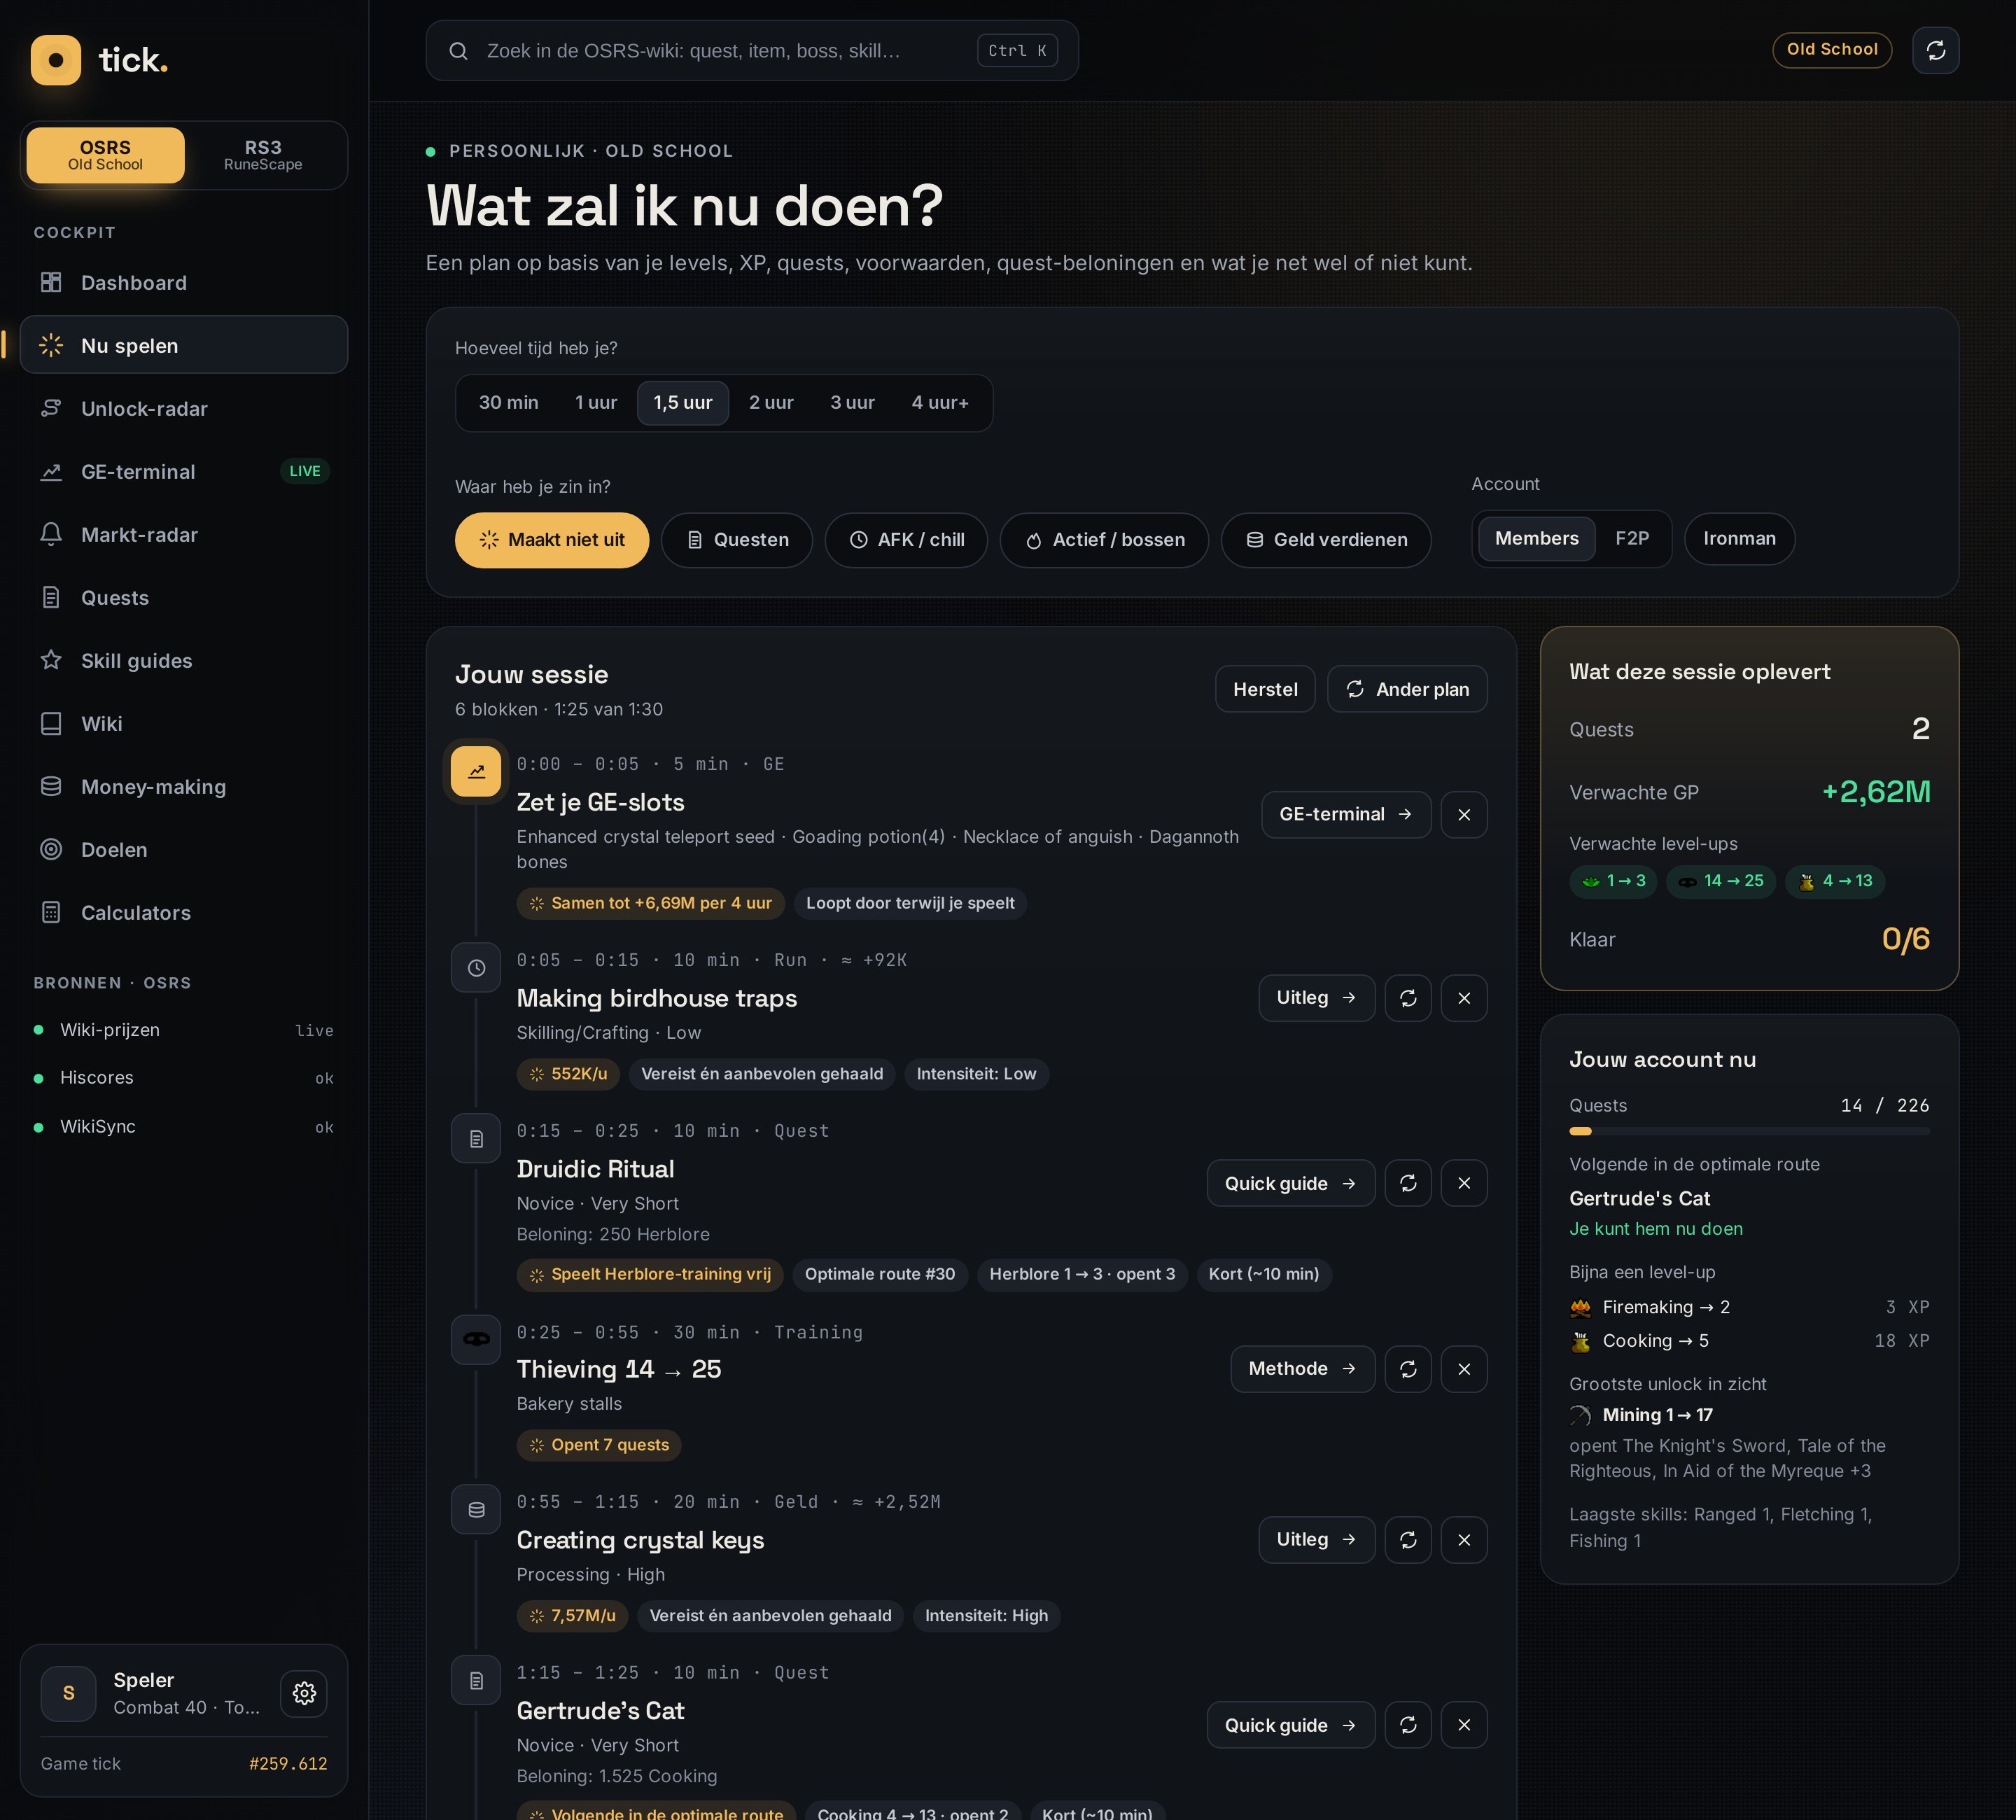 tick.
Zoek in de OSRS-wiki: quest, item, boss, skill…
Ctrl K
Old School
OSRS
Old School
RS3
RuneScape
COCKPIT
Dashboard
Nu spelen
Unlock-radar
GE-terminal
LIVE
Markt-radar
Quests
Skill guides
Wiki
Money-making
Doelen
Calculators
BRONNEN · OSRS
Wiki-prijzen live
Hiscores ok
WikiSync ok
S
Speler
Combat 40 · To…
Game tick #259.612
PERSOONLIJK · OLD SCHOOL
Wat zal ik nu doen?
Een plan op basis van je levels, XP, quests, voorwaarden, quest-beloningen en wat je net wel of niet kunt.
Hoeveel tijd heb je?
30 min 1 uur 1,5 uur 2 uur 3 uur 4 uur+
Waar heb je zin in?
Maakt niet uit Questen AFK / chill Actief / bossen Geld verdienen
Account
Members F2P Ironman
Jouw sessie
6 blokken · 1:25 van 1:30
Herstel Ander plan
0:00 – 0:05 · 5 min · GE
Zet je GE-slots
Enhanced crystal teleport seed · Goading potion(4) · Necklace of anguish · Dagannoth
bones
GE-terminal →
Samen tot +6,69M per 4 uur Loopt door terwijl je speelt
0:05 – 0:15 · 10 min · Run · ≈ +92K
Making birdhouse traps
Skilling/Crafting · Low
Uitleg →
552K/u Vereist én aanbevolen gehaald Intensiteit: Low
0:15 – 0:25 · 10 min · Quest
Druidic Ritual
Novice · Very Short
Beloning: 250 Herblore
Quick guide →
Speelt Herblore-training vrij Optimale route #30 Herblore 1 → 3 · opent 3 Kort (~10 min)
0:25 – 0:55 · 30 min · Training
Thieving 14 → 25
Bakery stalls
Methode →
Opent 7 quests
0:55 – 1:15 · 20 min · Geld · ≈ +2,52M
Creating crystal keys
Processing · High
Uitleg →
7,57M/u Vereist én aanbevolen gehaald Intensiteit: High
1:15 – 1:25 · 10 min · Quest
Gertrude's Cat
Novice · Very Short
Beloning: 1.525 Cooking
Quick guide →
Volgende in de optimale route Cooking 4 → 13 · opent 2 Kort (~10 min)
Wat deze sessie oplevert
Quests 2
Verwachte GP +2,62M
Verwachte level-ups
1 → 3 14 → 25 4 → 13
Klaar 0/6
Jouw account nu
Quests 14 / 226
Volgende in de optimale route
Gertrude's Cat
Je kunt hem nu doen
Bijna een level-up
Firemaking → 2 3 XP
Cooking → 5 18 XP
Grootste unlock in zicht
Mining 1 → 17
opent The Knight's Sword, Tale of the
Righteous, In Aid of the Myreque +3
Laagste skills: Ranged 1, Fletching 1,
Fishing 1